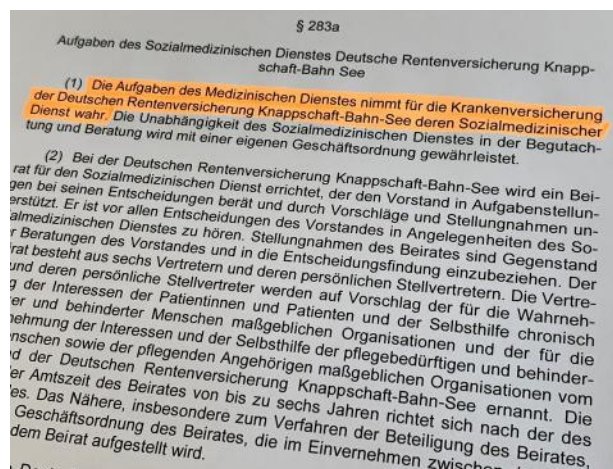 § 283a
Aufgaben des Sozialmedizinischen Dienstes Deutsche Rentenversicherung Knapp-
schaft-Bahn See
(1) Die Aufgaben des Medizinischen Dienstes nimmt für die Krankenversicherung
der Deutschen Rentenversicherung Knappschaft-Bahn-See deren Sozialmedizinischer
Dienst wahr. Die Unabhängigkeit des Sozialmedizinischen Dienstes in der Begutach-
tung und Beratung wird mit einer eigenen Geschäftsordnung gewährleistet.
(2) Bei der Deutschen Rentenversicherung Knappschaft-Bahn-See wird ein Bei-
rat für den Sozialmedizinischen Dienst errichtet, der den Vorstand in Aufgabenstellun-
gen bei seinen Entscheidungen berät und durch Vorschläge und Stellungnahmen un-
erstützt. Er ist vor allen Entscheidungen des Vorstandes in Angelegenheiten des So-
almedizinischen Dienstes zu hören. Stellungnahmen des Beirates sind Gegenstand
r Beratungen des Vorstandes und in die Entscheidungsfindung einzubeziehen. Der
rat besteht aus sechs Vertretern und deren persönlichen Stellvertretern. Die Vertre-
und deren persönliche Stellvertreter werden auf Vorschlag der für die Wahrneh-
g der Interessen der Patientinnen und Patienten und der Selbsthilfe chronisch
er und behinderter Menschen maßgeblichen Organisationen und der für die
nehmung der Interessen und der Selbsthilfe der pflegebedürftigen und behinder-
nschen sowie der pflegenden Angehörigen maßgeblichen Organisationen vom
d der Deutschen Rentenversicherung Knappschaft-Bahn-See ernannt. Die
er Amtszeit des Beirates von bis zu sechs Jahren richtet sich nach der des
es. Das Nähere, insbesondere zum Verfahren der Beteiligung des Beirates,
Geschäftsordnung des Beirates, die im Einvernehmen zwischen
dem Beirat aufgestellt wird.